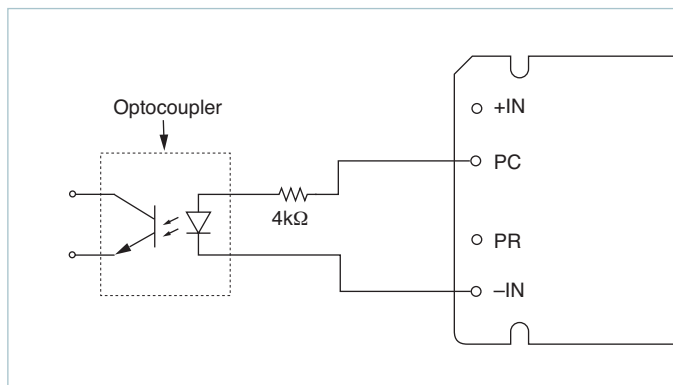 Optocoupler
+IN
PC
4kΩ
PR
–IN